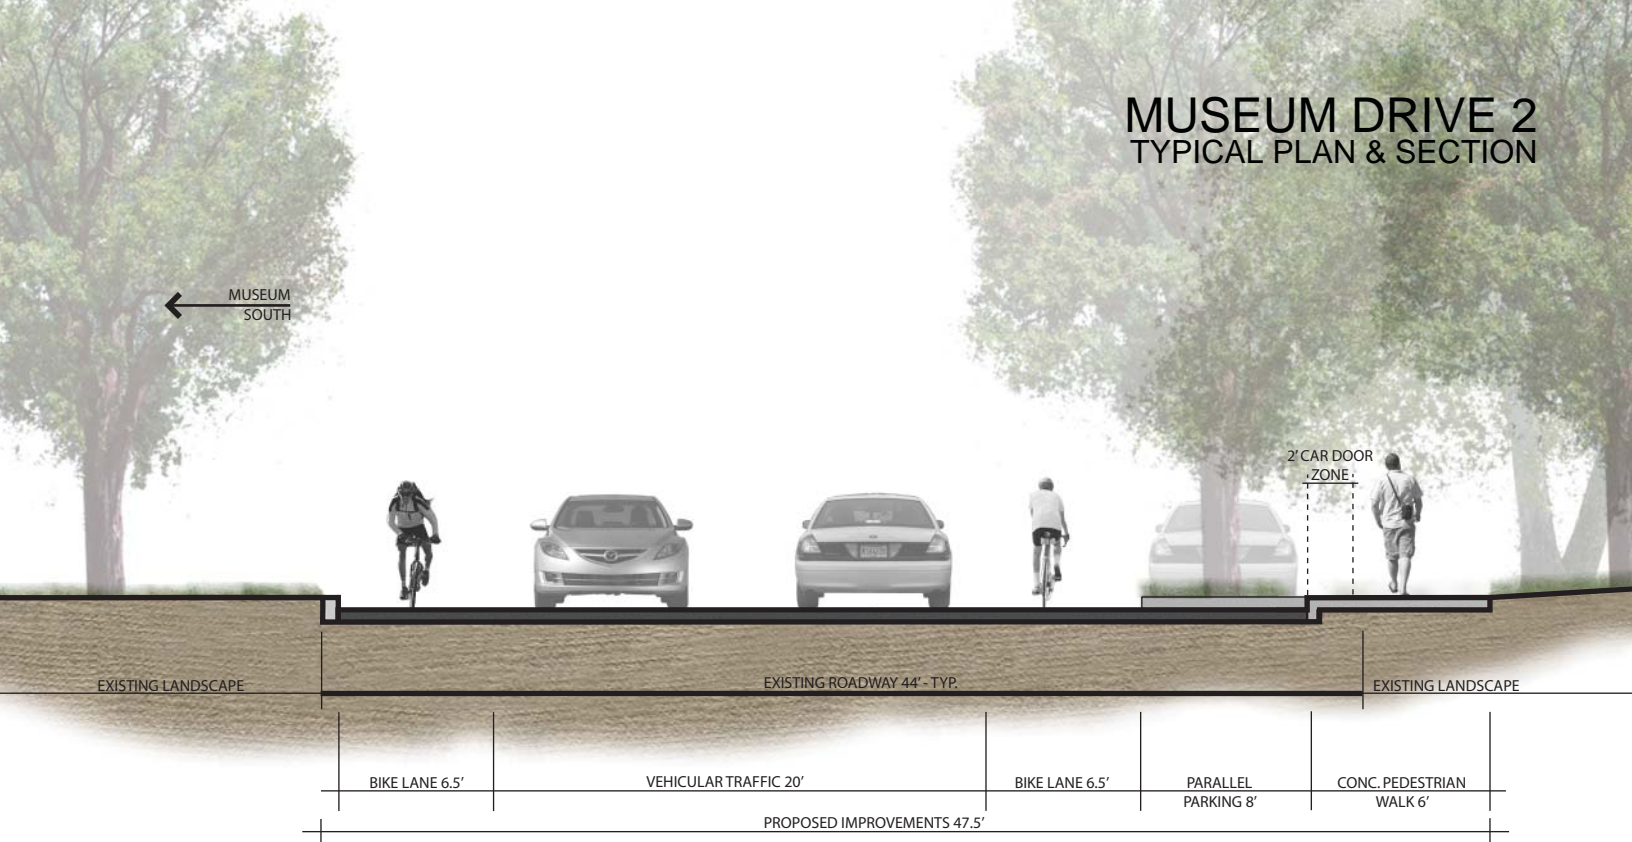 MUSEUM DRIVE 2
TYPICAL PLAN & SECTION
MUSEUM
SOUTH
2' CAR DOOR
ZONE
EXISTING LANDSCAPE
EXISTING ROADWAY 44' - TYP.
EXISTING LANDSCAPE
BIKE LANE 6.5'
VEHICULAR TRAFFIC 20'
BIKE LANE 6.5'
PARALLEL
PARKING 8'
CONC. PEDESTRIAN
WALK 6'
PROPOSED IMPROVEMENTS 47.5'